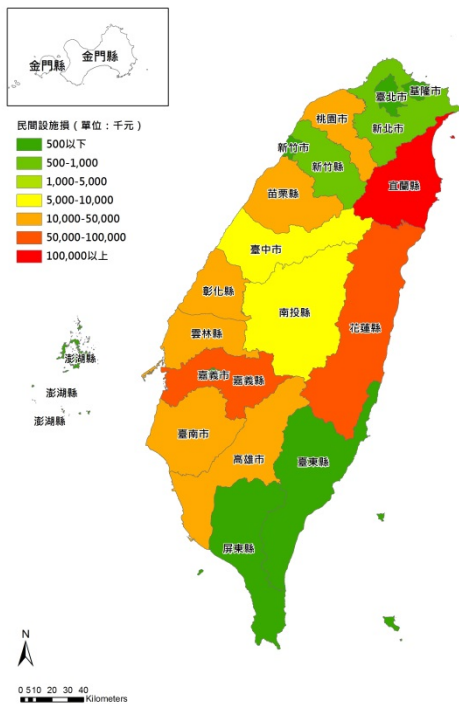 金門縣
金門縣
民間設施損（單位：千元）
500以下
500-1,000
1,000-5,000
5,000-10,000
10,000-50,000
50,000-100,000
100,000以上
基隆市
臺北市
桃園市
新北市
新竹市
新竹縣
宜蘭縣
苗栗縣
臺中市
彰化縣
南投縣
花蓮縣
雲林縣
澎湖縣
嘉義市
嘉義縣
澎湖縣
澎湖縣
臺南市
高雄市
臺東縣
屏東縣
N
0 5 10 20 30 40
Kilometers